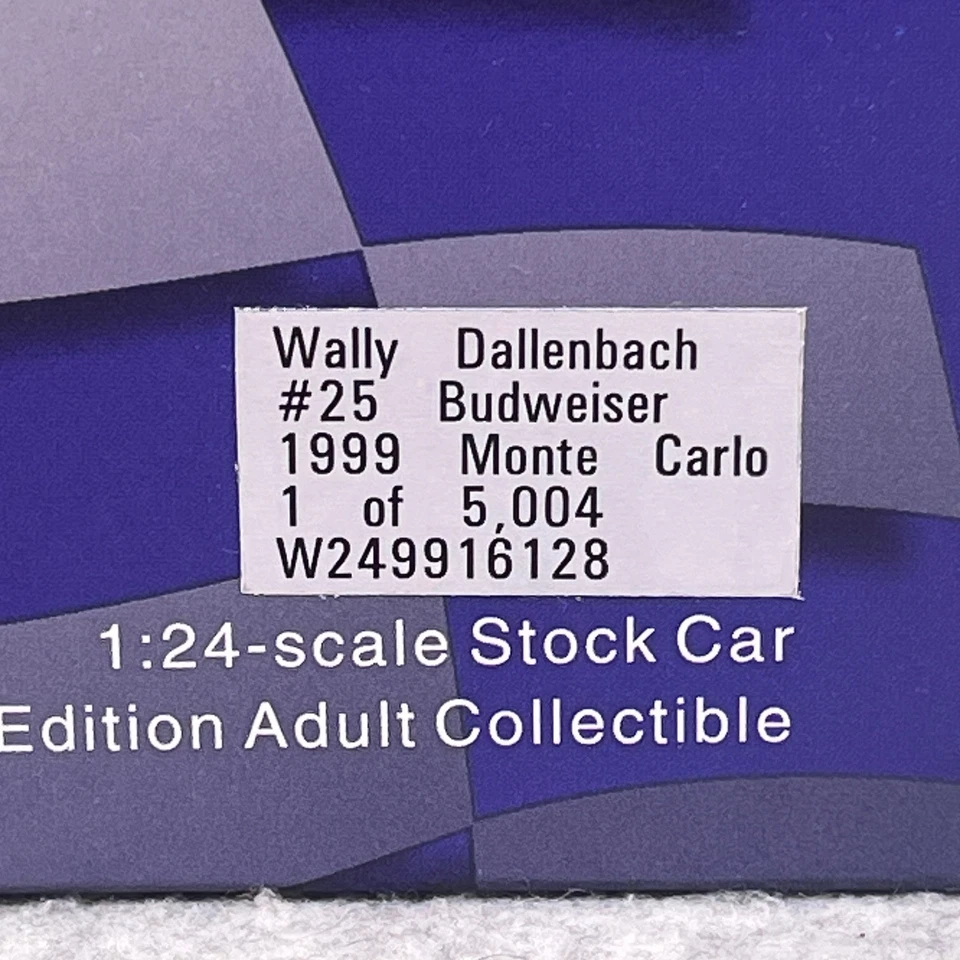 Wally Dallenbach
#25 Budweiser
1999 Monte Carlo
1 of 5,004
W249916128
1:24-scale Stock Car
Edition Adult Collectible